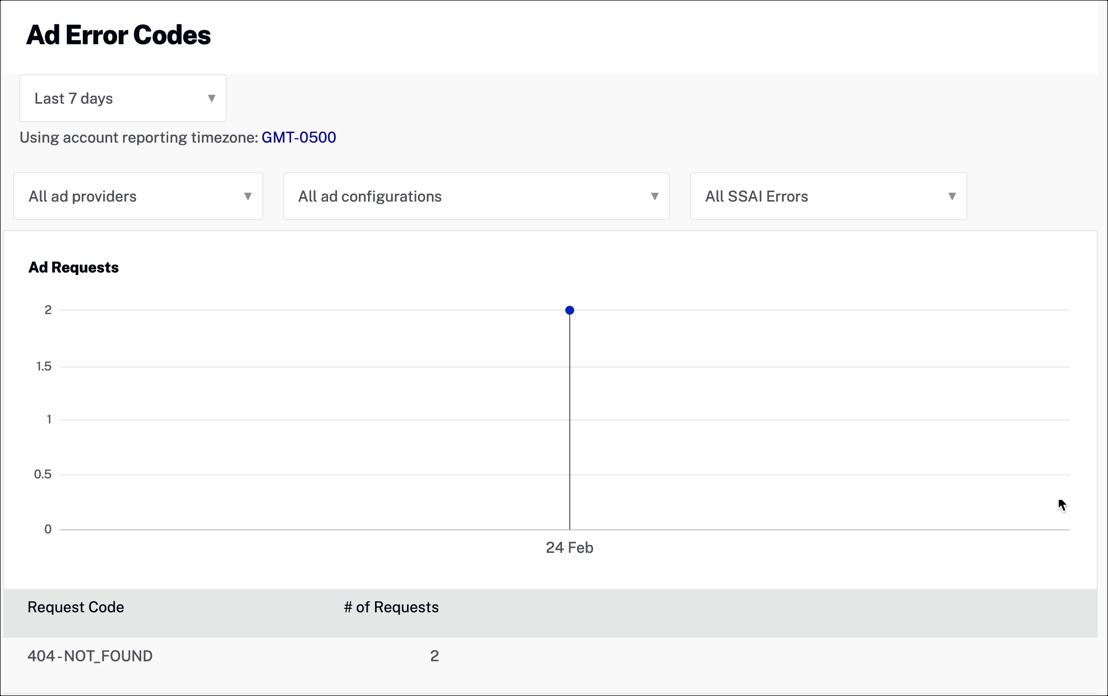 Ad Error Codes
Last 7 days
Using account reporting timezone: GMT-0500
All ad providers
All ad configurations
All SSAI Errors
Ad Requests
2
1.5
1
0.5
0
24 Feb
Request Code # of Requests
404 - NOT_FOUND 2